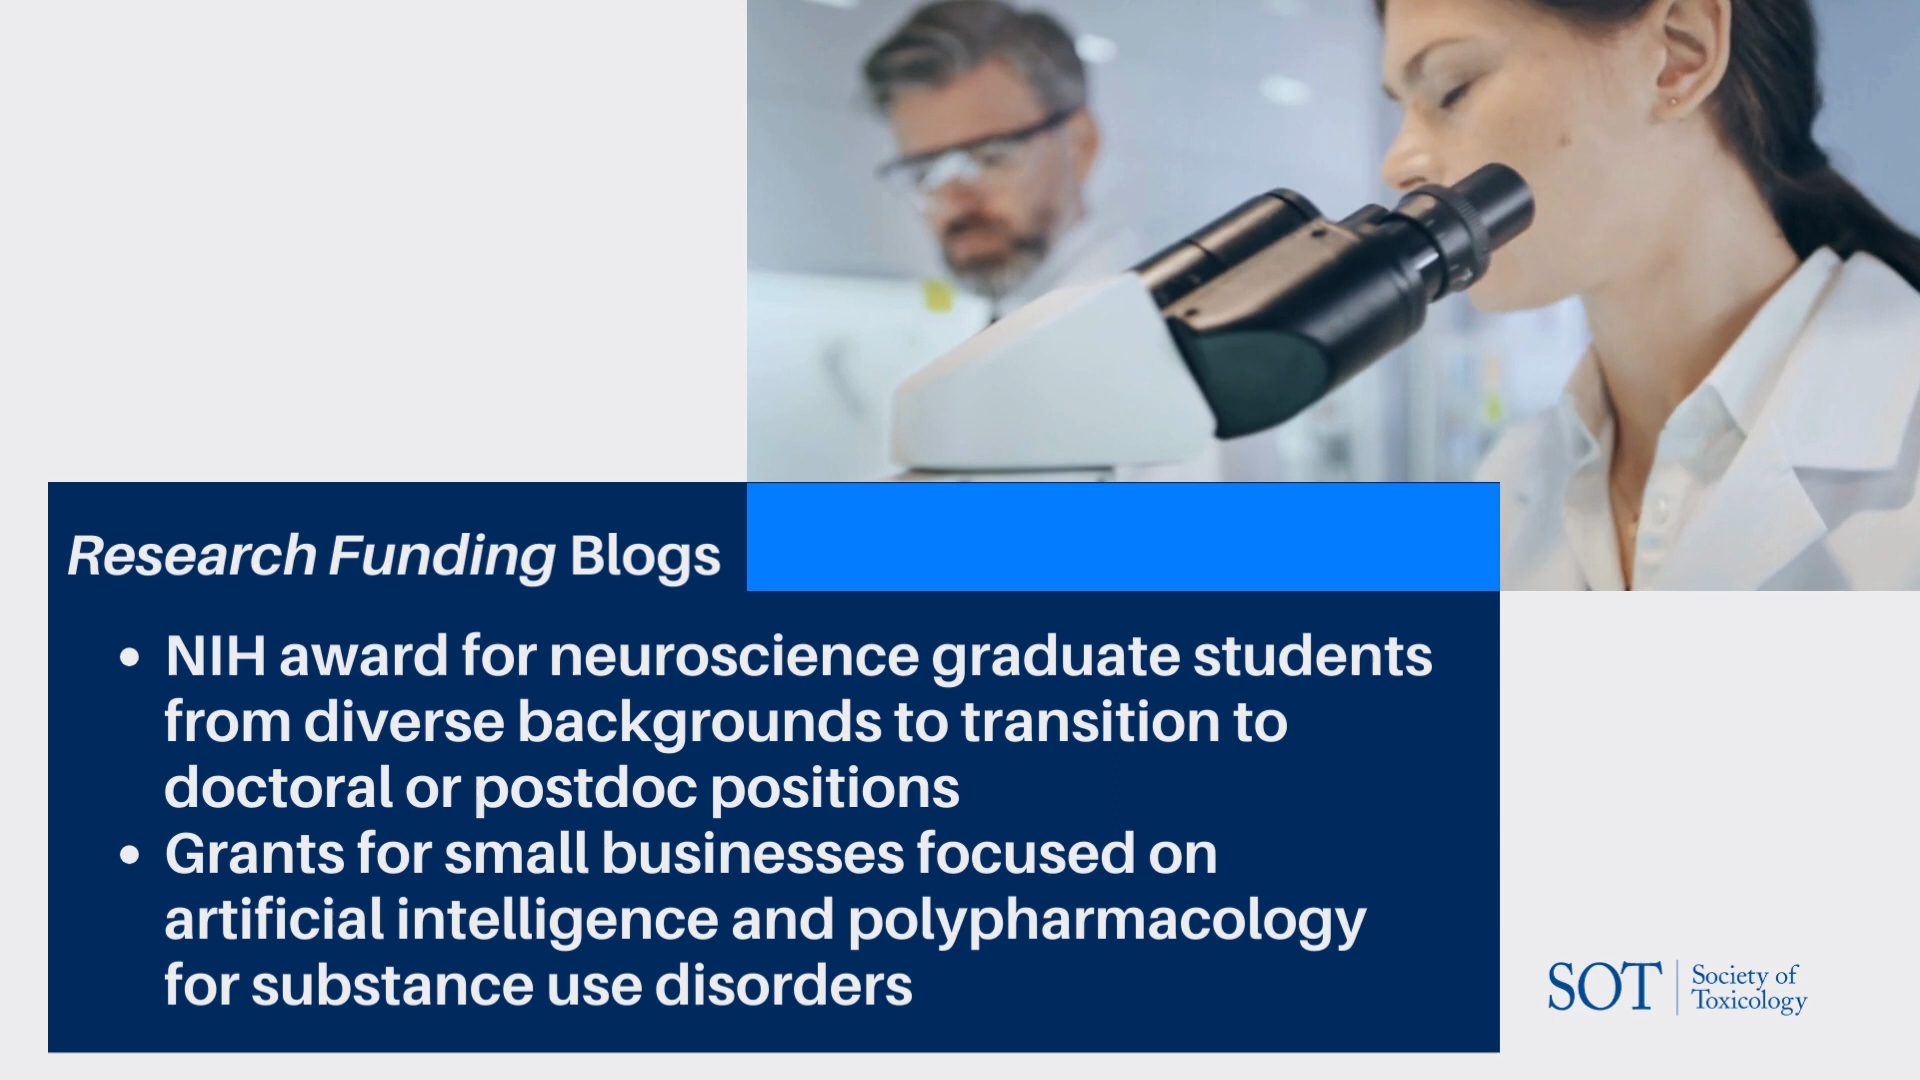 Research Funding Blogs
• NIH award for neuroscience graduate students
from diverse backgrounds to transition to
doctoral or postdoc positions
• Grants for small businesses focused on
artificial intelligence and polypharmacology
for substance use disorders
SOT | Society of
Toxicology